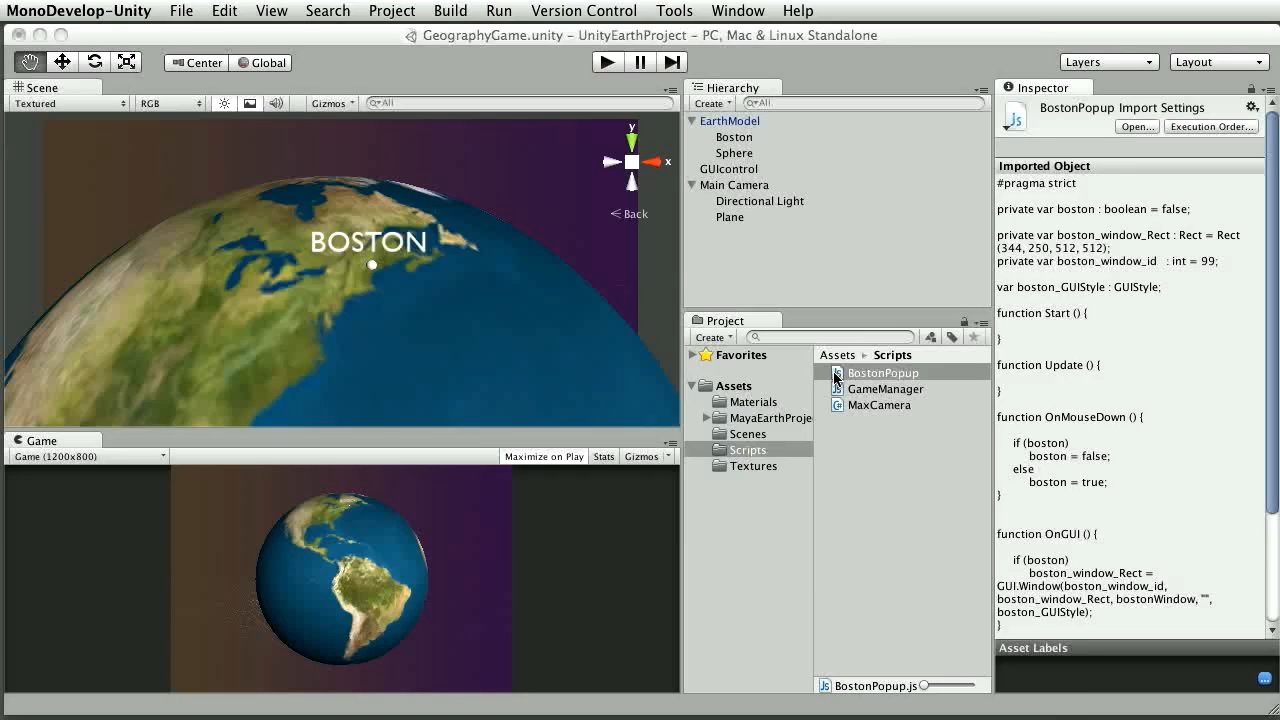 MonoDevelop-Unity File Edit View Search Project Build Run Version Control Tools Window Help
GeographyGame.unity - UnityEarthProject - PC, Mac & Linux Standalone
Center Global Layers Layout
Scene
Textured RGB Gizmos All
y
x
Back
BOSTON
Game
Game (1200x800) Maximize on Play Stats Gizmos
Hierarchy
Create All
EarthModel
Boston
Sphere
GUIcontrol
Main Camera
Directional Light
Plane
Project
Create
Favorites
Assets
Materials
MayaEarthProje
Scenes
Scripts
Textures
Assets Scripts
BostonPopup
GameManager
MaxCamera
BostonPopup.js
Inspector
BostonPopup Import Settings
Open... Execution Order...
Imported Object
#pragma strict
private var boston : boolean = false;
private var boston_window_Rect : Rect = Rect
(344, 250, 512, 512);
private var boston_window_id : int = 99;
var boston_GUIStyle : GUIStyle;
function Start () {
}
function Update () {
}
function OnMouseDown () {
if (boston)
boston = false;
else
boston = true;
}
function OnGUI () {
if (boston)
boston_window_Rect =
GUI.Window(boston_window_id,
boston_window_Rect, bostonWindow, "",
boston_GUIStyle);
}
Asset Labels